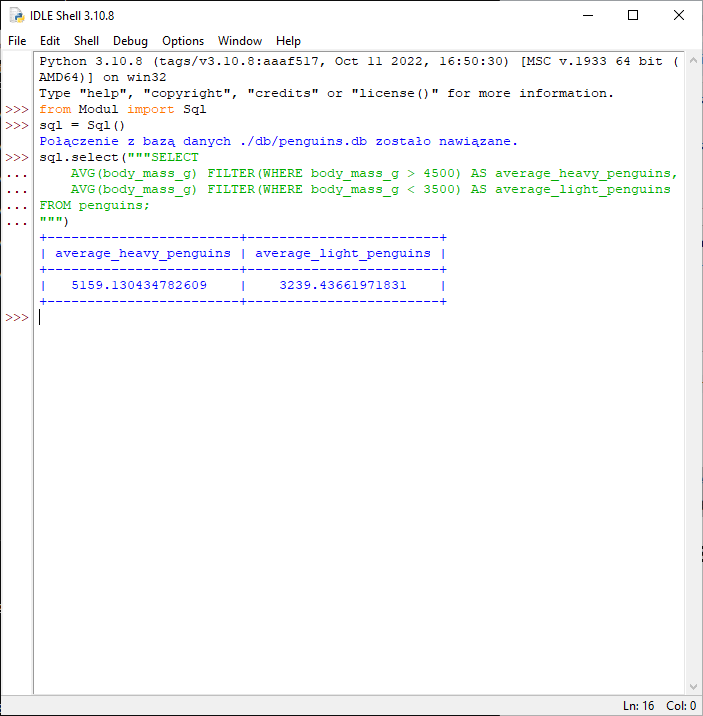 IDLE Shell 3.10.8
File Edit Shell Debug Options Window Help
Python 3.10.8 (tags/v3.10.8:aaaf517, Oct 11 2022, 16:50:30) [MSC v.1933 64 bit (
AMD64)] on win32
Type "help", "copyright", "credits" or "license()" for more information.
>>> from Modul import Sql
>>> sql = Sql()
Połączenie z bazą danych ./db/penguins.db zostało nawiązane.
>>> sql.select("""SELECT
...     AVG(body_mass_g) FILTER(WHERE body_mass_g > 4500) AS average_heavy_penguins,
...     AVG(body_mass_g) FILTER(WHERE body_mass_g < 3500) AS average_light_penguins
... FROM penguins;
... """)
+------------------------+------------------------+
| average_heavy_penguins | average_light_penguins |
+------------------------+------------------------+
|   5159.130434782609    |    3239.43661971831    |
+------------------------+------------------------+
>>>
Ln: 16 Col: 0